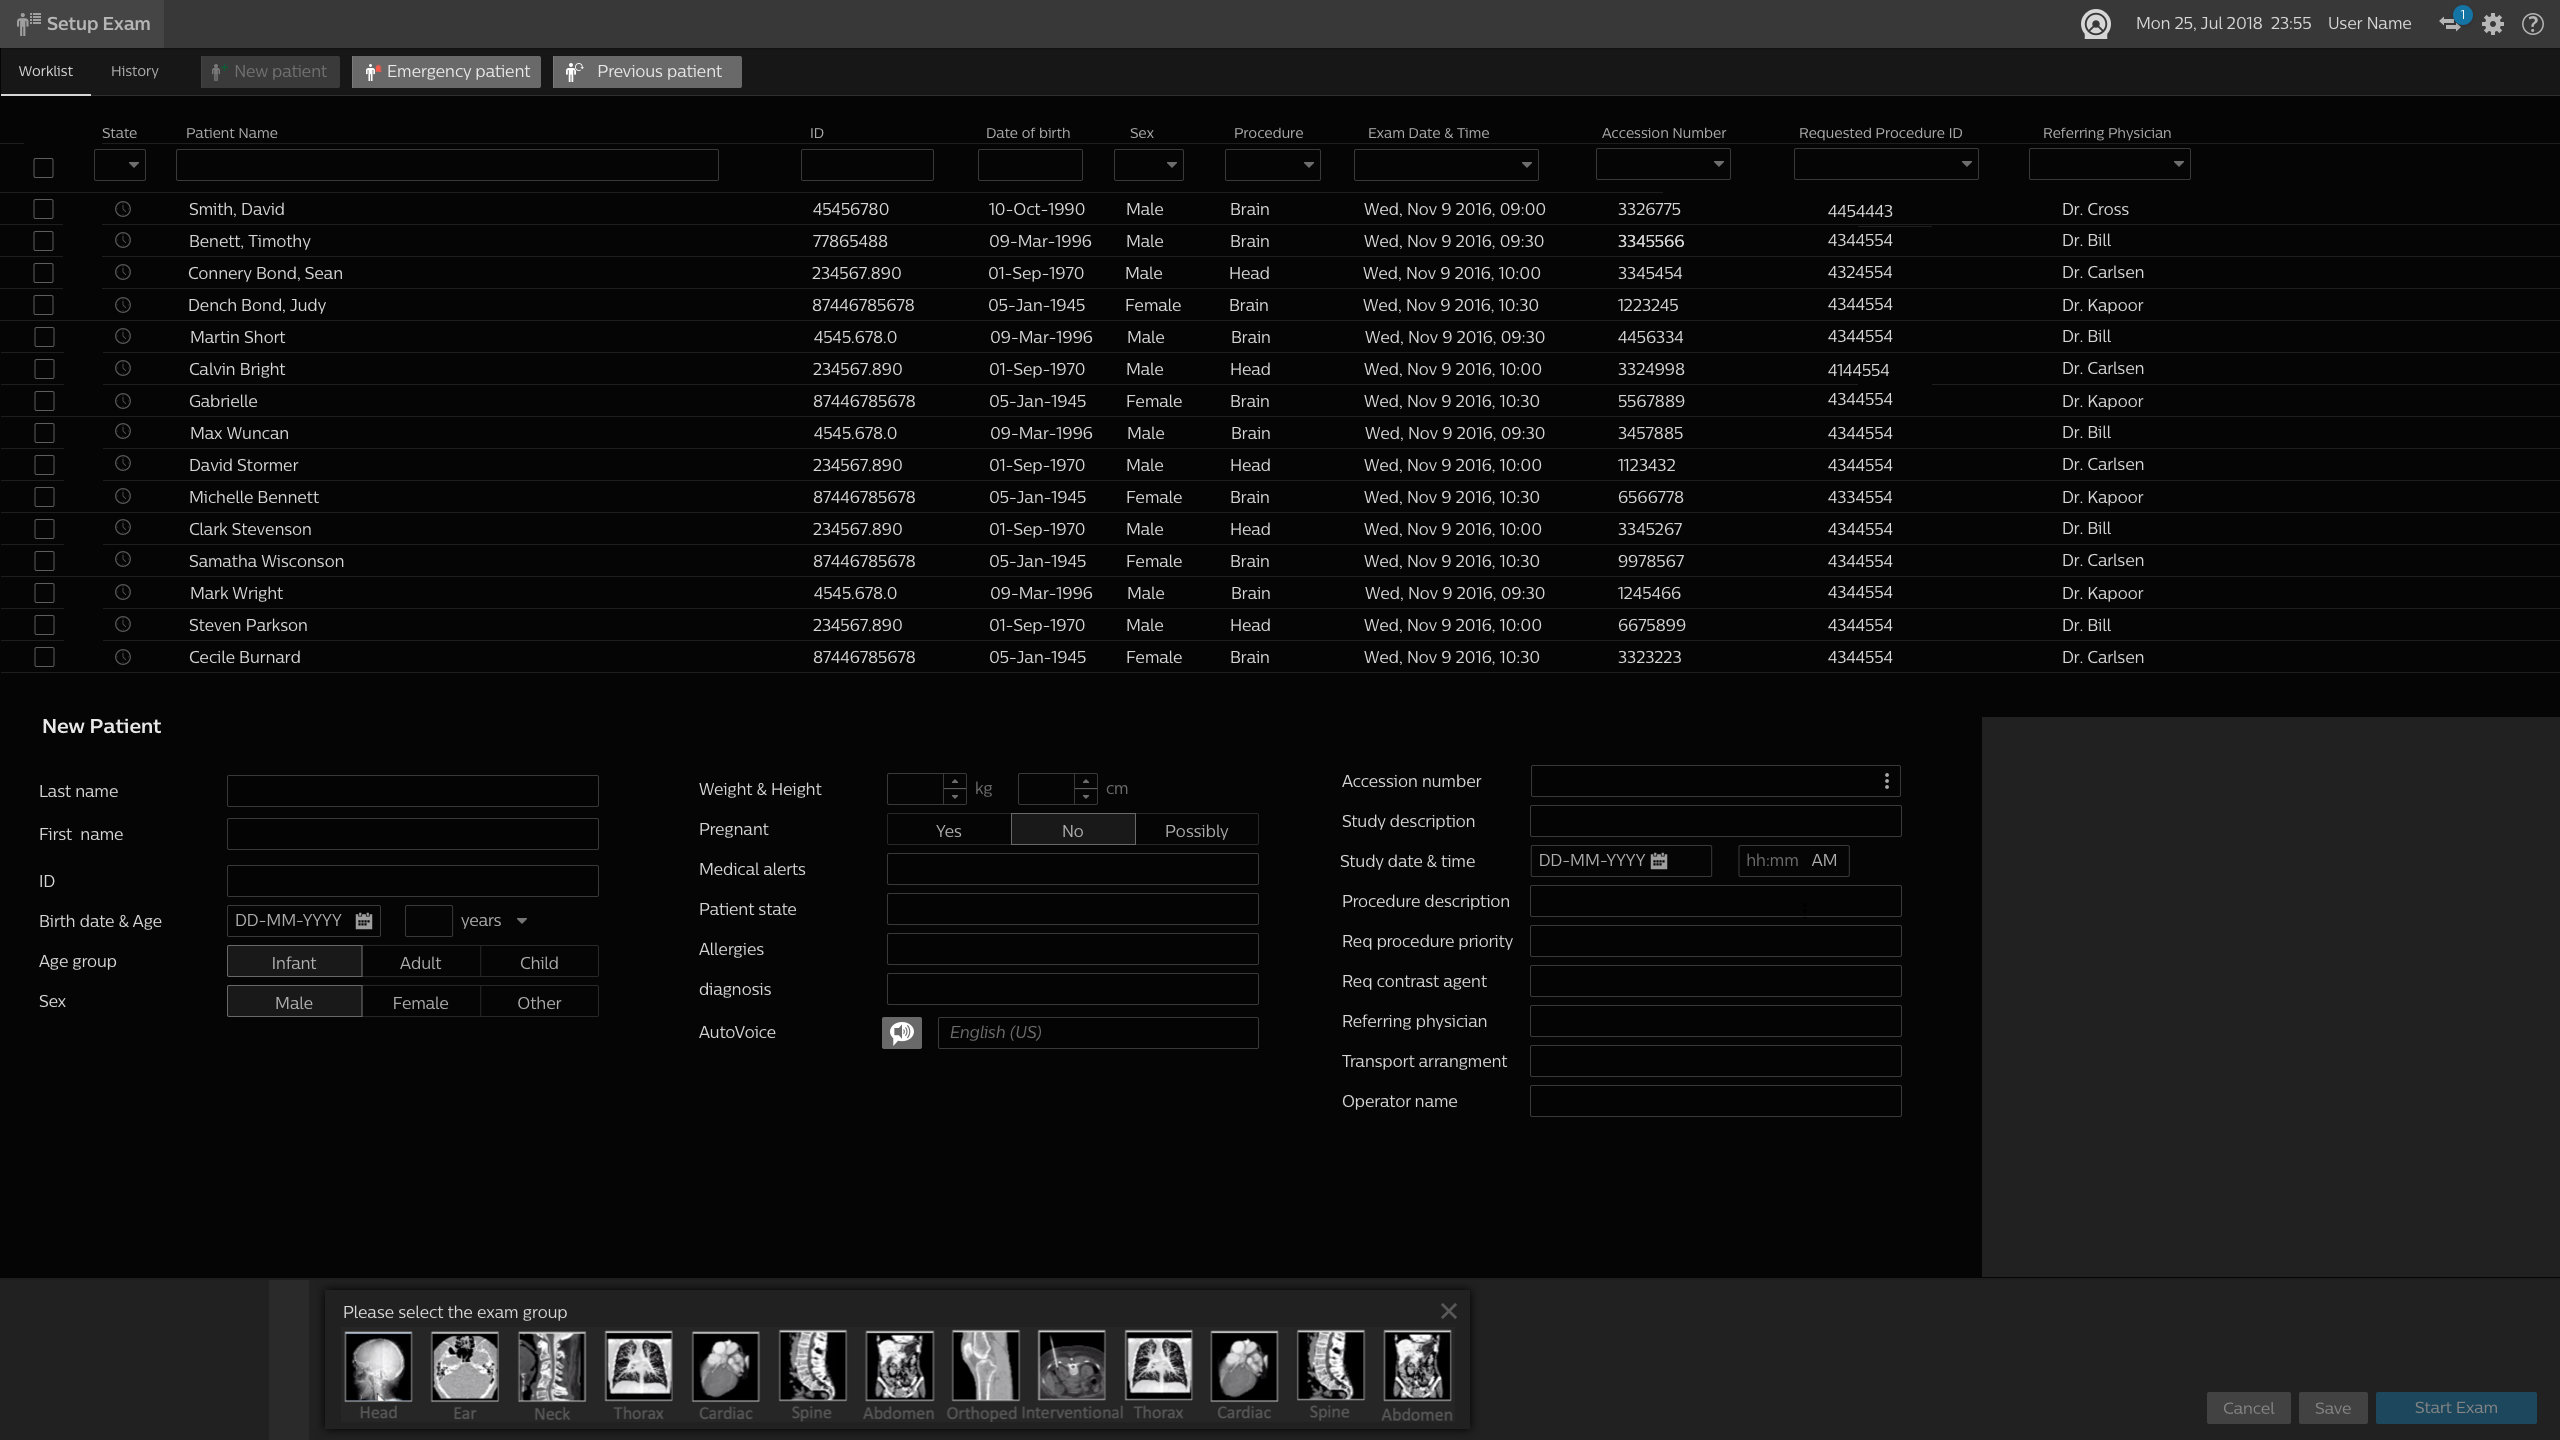 Setup Exam
Mon 25, Jul 2018 23:55 User Name 1 ?
Worklist History New patient Emergency patient Previous patient
State Patient Name ID Date of birth Sex Procedure Exam Date & Time Accession Number Requested Procedure ID Referring Physician
Smith, David 45456780 10-Oct-1990 Male Brain Wed, Nov 9 2016, 09:00 3326775 4454443 Dr. Cross
Benett, Timothy 77865488 09-Mar-1996 Male Brain Wed, Nov 9 2016, 09:30 3345566 4344554 Dr. Bill
Connery Bond, Sean 234567.890 01-Sep-1970 Male Head Wed, Nov 9 2016, 10:00 3345454 4324554 Dr. Carlsen
Dench Bond, Judy 87446785678 05-Jan-1945 Female Brain Wed, Nov 9 2016, 10:30 1223245 4344554 Dr. Kapoor
Martin Short 4545.678.0 09-Mar-1996 Male Brain Wed, Nov 9 2016, 09:30 4456334 4344554 Dr. Bill
Calvin Bright 234567.890 01-Sep-1970 Male Head Wed, Nov 9 2016, 10:00 3324998 4144554 Dr. Carlsen
Gabrielle 87446785678 05-Jan-1945 Female Brain Wed, Nov 9 2016, 10:30 5567889 4344554 Dr. Kapoor
Max Wuncan 4545.678.0 09-Mar-1996 Male Brain Wed, Nov 9 2016, 09:30 3457885 4344554 Dr. Bill
David Stormer 234567.890 01-Sep-1970 Male Head Wed, Nov 9 2016, 10:00 1123432 4344554 Dr. Carlsen
Michelle Bennett 87446785678 05-Jan-1945 Female Brain Wed, Nov 9 2016, 10:30 6566778 4334554 Dr. Kapoor
Clark Stevenson 234567.890 01-Sep-1970 Male Head Wed, Nov 9 2016, 10:00 3345267 4344554 Dr. Bill
Samatha Wisconson 87446785678 05-Jan-1945 Female Brain Wed, Nov 9 2016, 10:30 9978567 4344554 Dr. Carlsen
Mark Wright 4545.678.0 09-Mar-1996 Male Brain Wed, Nov 9 2016, 09:30 1245466 4344554 Dr. Kapoor
Steven Parkson 234567.890 01-Sep-1970 Male Head Wed, Nov 9 2016, 10:00 6675899 4344554 Dr. Bill
Cecile Burnard 87446785678 05-Jan-1945 Female Brain Wed, Nov 9 2016, 10:30 3323223 4344554 Dr. Carlsen
New Patient
Last name
First name
ID
Birth date & Age DD-MM-YYYY years
Age group Infant Adult Child
Sex Male Female Other
Weight & Height kg cm
Pregnant Yes No Possibly
Medical alerts
Patient state
Allergies
diagnosis
AutoVoice English (US)
Accession number
Study description
Study date & time DD-MM-YYYY hh:mm AM
Procedure description
Req procedure priority
Req contrast agent
Referring physician
Transport arrangment
Operator name
Please select the exam group
Head Ear Neck Thorax Cardiac Spine Abdomen Orthoped Interventional Thorax Cardiac Spine Abdomen
Cancel Save Start Exam